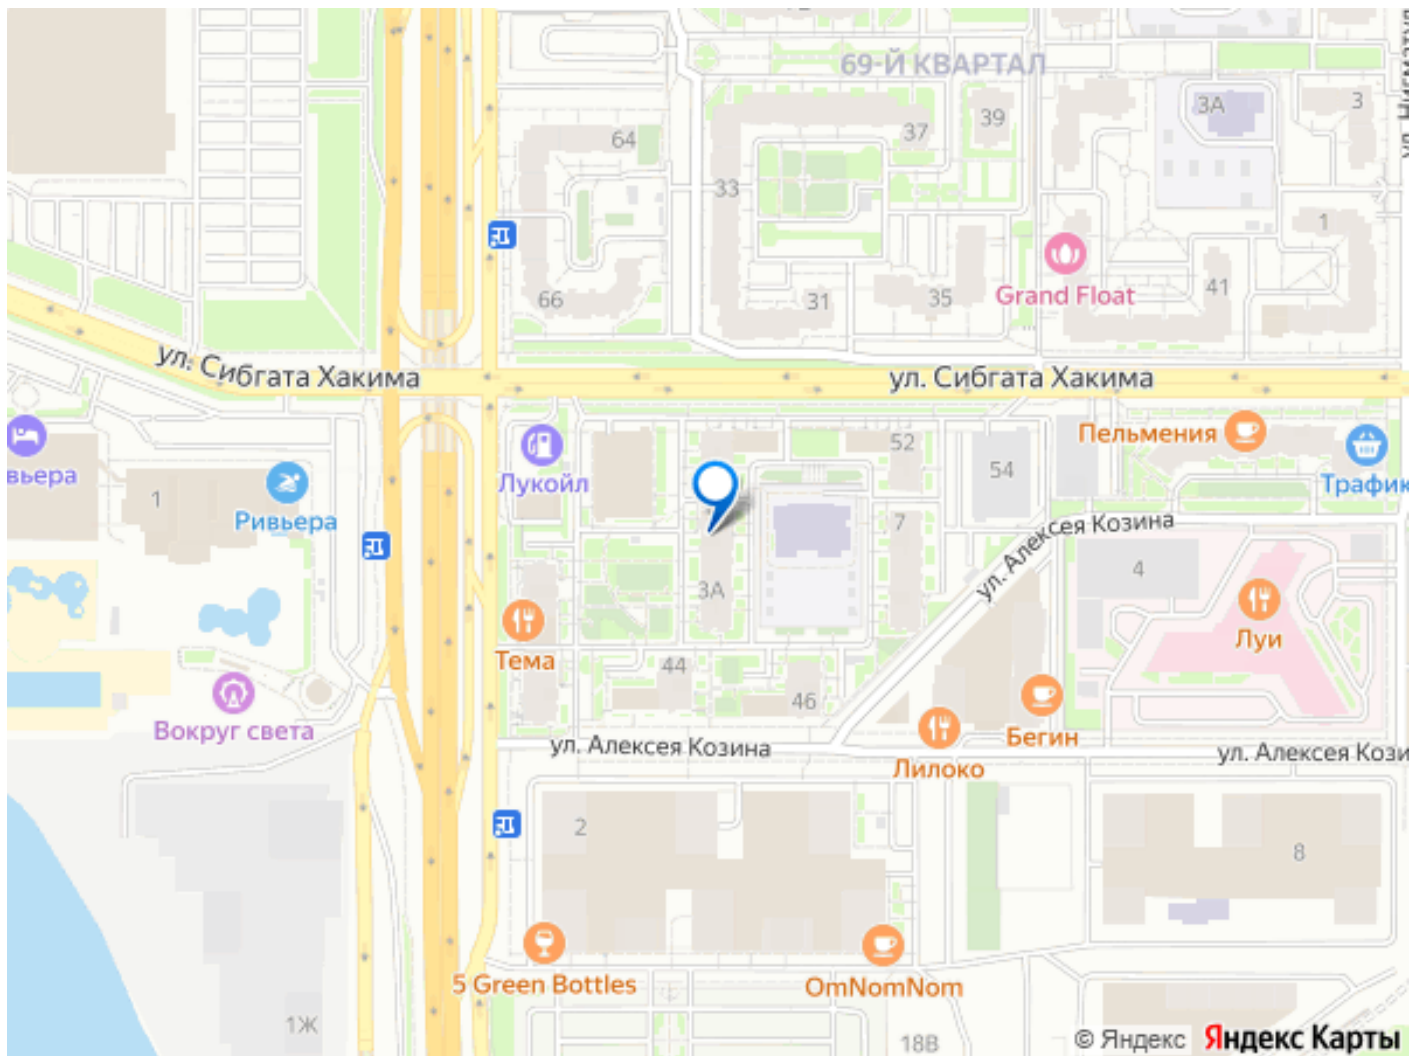 69-Й КВАРТАЛ
3А
3
64
37
39
33
1
66
31
35
Grand Float
41
ул. Сибгата Хакима
ул. Сибгата Хакима
вьера
1
Ривьера
Лукойл
52
54
Пельмения
Трафик
7
ул. Алексея Козина
4
3А
Луи
Тема
44
46
Вокруг света
ул. Алексея Козина
Лилоко
Бегин
ул. Алексея Кози
2
8
5 Green Bottles
OmNomNom
1Ж
18В
© Яндекс Яндекс Карты